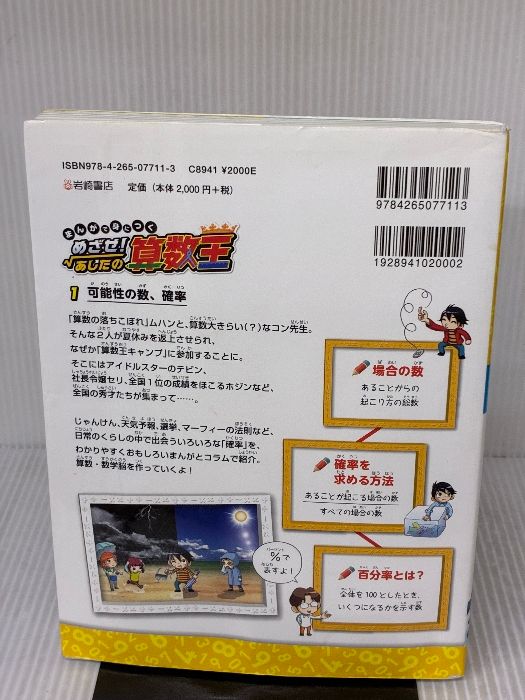 ISBN978-4-265-07711-3 C8941 ¥2000E
岩崎書店 定価（本体2,000円+税）
9784265077113
1928941020002
まんがで身につく
めざせ!
あしたの
算数王
1 可能性の数、確率
「算数の落ちこぼれ」ムハンと、算数大きらい(？)なコン先生。
そんな2人が夏休みを返上させられ、
なぜか「算数王キャンプ」に参加することに。
そこにはアイドルスターのテビン、
社長令嬢セリ、全国1位の成績をほこるホジンなど、
全国の秀才たちが集まって……。
じゃんけん、天気予報、選挙、マーフィーの法則など、
日常のくらしの中で出会ういろいろな「確率」を、
わかりやすくおもしろいまんがとコラムで紹介。
算数・数学脳を作っていくよ!
場合の数
あることがらの
起こり方の総数
確率を
求める方法
あることが起こる場合の数
すべての場合の数
%で
表すよ!
百分率とは?
全体を100としたとき、
いくつになるかを示す数